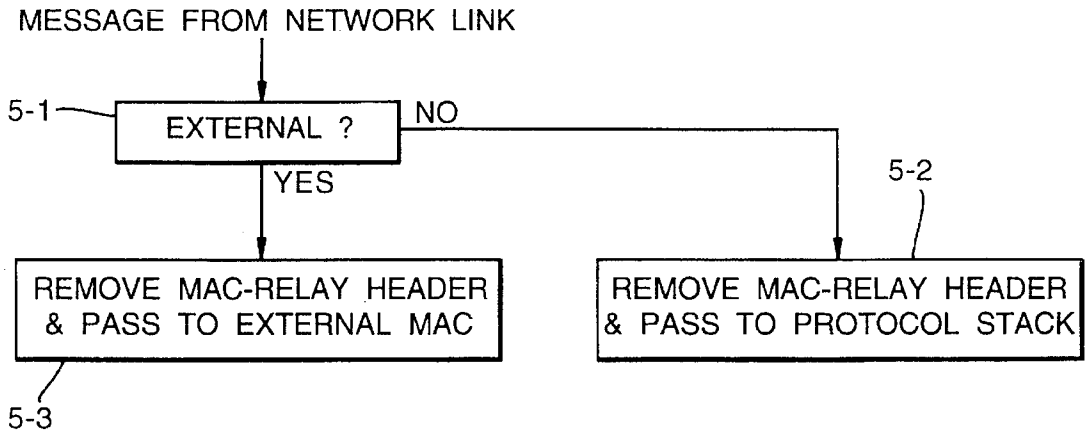 MESSAGE FROM NETWORK LINK
5-1
EXTERNAL ?
NO
YES
5-2
REMOVE MAC-RELAY HEADER
& PASS TO EXTERNAL MAC
REMOVE MAC-RELAY HEADER
& PASS TO PROTOCOL STACK
5-3